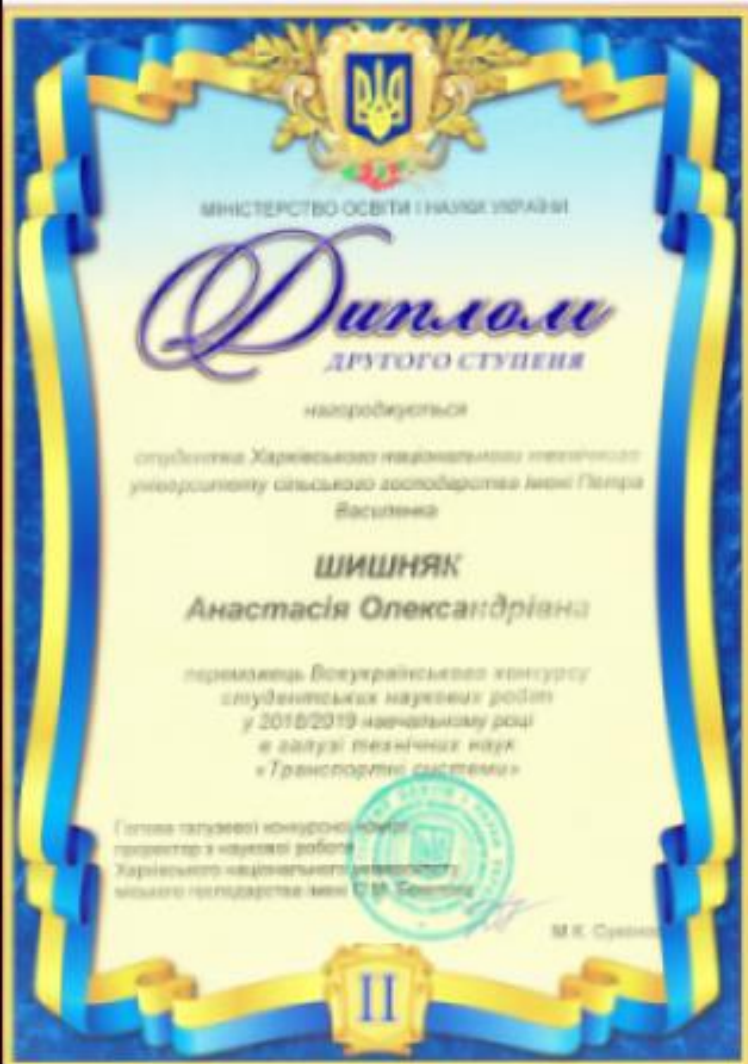 МІНІСТЕРСТВО ОСВІТИ І НАУКИ УКРАЇНИ
Диплом
ДРУГОГО СТУПЕНЯ
нагороджується
студентка Харківського національного технічного
університету сільського господарства імені Петра
Василенка
ШИШНЯК
Анастасія Олександрівна
переможець Всеукраїнського конкурсу
студентських наукових робіт
у 2018/2019 навчальному році
в галузі технічних наук
«Транспортні системи»
Голова галузевої конкурсної комісії
проректор з наукової роботи
Харківського національного університету
міського господарства імені О.М. Бекетова
М.К.
II